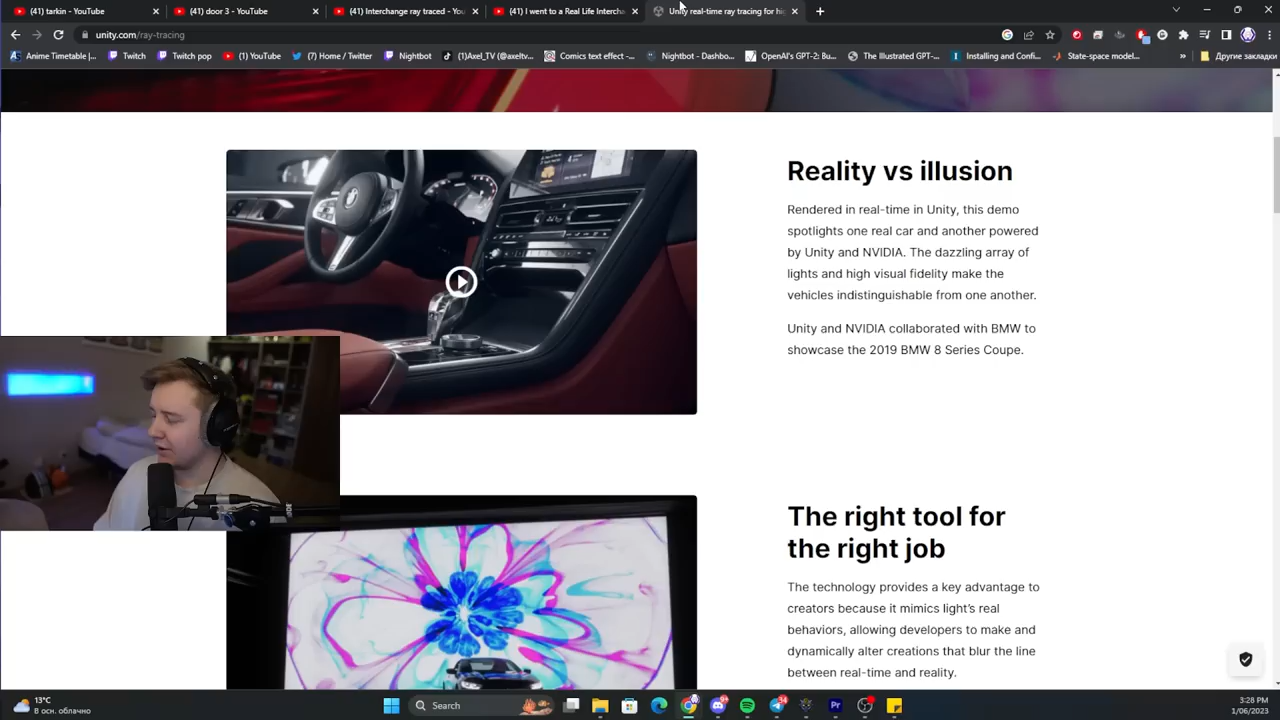 (41) tarkin - YouTube
(41) door 3 - YouTube
(41) Interchange ray traced - You
(41) I went to a Real Life Interch
Unity real-time ray tracing for hi
unity.com/ray-tracing
Anime Timetable |...
Twitch
Twitch pop
(1) YouTube
(7) Home / Twitter
Nightbot
(1)Axel_TV (@axeltv...
Comics text effect -...
Nightbot - Dashbo...
OpenAI's GPT-2: Bu...
The Illustrated GPT-...
Installing and Confi...
State-space model...
Другие закладки
Reality vs illusion
Rendered in real-time in Unity, this demo
spotlights one real car and another powered
by Unity and NVIDIA. The dazzling array of
lights and high visual fidelity make the
vehicles indistinguishable from one another.
Unity and NVIDIA collaborated with BMW to
showcase the 2019 BMW 8 Series Coupe.
The right tool for
the right job
The technology provides a key advantage to
creators because it mimics light's real
behaviors, allowing developers to make and
dynamically alter creations that blur the line
between real-time and reality.
13°C
В осн. облачно
Search
3:28 PM
1/06/2023